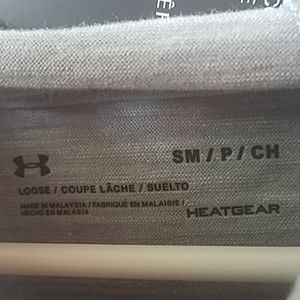 SM / P / CH
LOOSE / COUPE LÂCHE / SUELTO
MADE IN MALAYSIA / FABRIQUÉ EN MALAISIE /
HECHO EN MALASIA
HEATGEAR